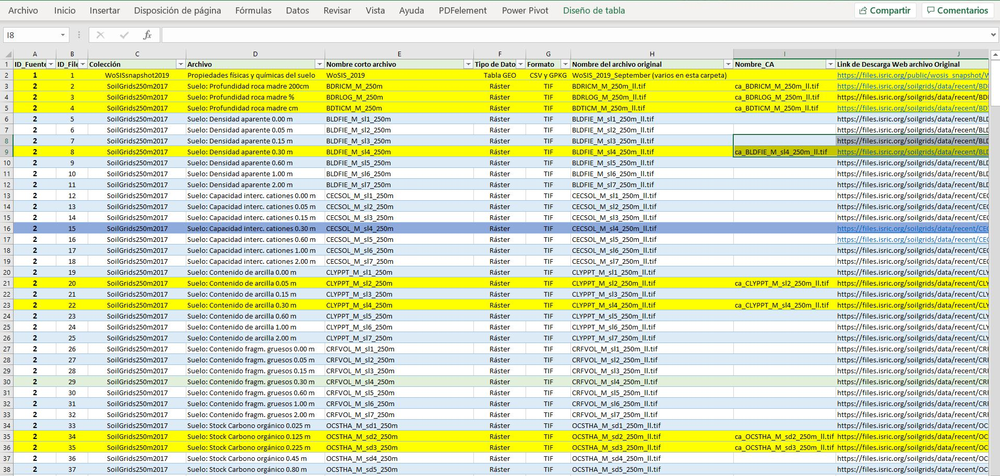 Archivo Inicio Insertar Disposición de página Fórmulas Datos Revisar Vista Ayuda PDFelement Power Pivot Diseño de tabla Compartir Comentarios
I8 fx
A B C D E F G H I J
1 ID_Fuente ID_File Colección Archivo Nombre corto archivo Tipo de Dato Formato Nombre del archivo original Nombre_CA Link de Descarga Web archivo Original
2 1 1 WoSISsnapshot2019 Propiedades físicas y químicas del suelo WoSIS_2019 Tabla GEO CSV y GPKG WoSIS_2019_September (varios en esta carpeta) https://files.isric.org/public/wosis_snapshot/W
3 2 2 SoilGrids250m2017 Suelo: Profundidad roca madre 200cm BDRICM_M_250m Ráster TIF BDRICM_M_250m_ll.tif ca_BDRICM_M_250m_ll.tif https://files.isric.org/soilgrids/data/recent/BDI
4 2 3 SoilGrids250m2017 Suelo: Profundidad roca madre % BDRLOG_M_250m Ráster TIF BDRLOG_M_250m_ll.tif ca_BDRLOG_M_250m_ll.tif https://files.isric.org/soilgrids/data/recent/BDI
5 2 4 SoilGrids250m2017 Suelo: Profundidad roca madre cm BDTICM_M_250m Ráster TIF BDTICM_M_250m_ll.tif ca_BDTICM_M_250m_ll.tif https://files.isric.org/soilgrids/data/recent/BDT
6 2 5 SoilGrids250m2017 Suelo: Densidad aparente 0.00 m BLDFIE_M_sl1_250m Ráster TIF BLDFIE_M_sl1_250m_ll.tif https://files.isric.org/soilgrids/data/recent/BLD
7 2 6 SoilGrids250m2017 Suelo: Densidad aparente 0.05 m BLDFIE_M_sl2_250m Ráster TIF BLDFIE_M_sl2_250m_ll.tif https://files.isric.org/soilgrids/data/recent/BLD
8 2 7 SoilGrids250m2017 Suelo: Densidad aparente 0.15 m BLDFIE_M_sl3_250m Ráster TIF BLDFIE_M_sl3_250m_ll.tif https://files.isric.org/soilgrids/data/recent/BLD
9 2 8 SoilGrids250m2017 Suelo: Densidad aparente 0.30 m BLDFIE_M_sl4_250m Ráster TIF BLDFIE_M_sl4_250m_ll.tif ca_BLDFIE_M_sl4_250m_ll.tif https://files.isric.org/soilgrids/data/recent/BLD
10 2 9 SoilGrids250m2017 Suelo: Densidad aparente 0.60 m BLDFIE_M_sl5_250m Ráster TIF BLDFIE_M_sl5_250m_ll.tif https://files.isric.org/soilgrids/data/recent/BLD
11 2 10 SoilGrids250m2017 Suelo: Densidad aparente 1.00 m BLDFIE_M_sl6_250m Ráster TIF BLDFIE_M_sl6_250m_ll.tif https://files.isric.org/soilgrids/data/recent/BLD
12 2 11 SoilGrids250m2017 Suelo: Densidad aparente 2.00 m BLDFIE_M_sl7_250m Ráster TIF BLDFIE_M_sl7_250m_ll.tif https://files.isric.org/soilgrids/data/recent/BLD
13 2 12 SoilGrids250m2017 Suelo: Capacidad interc. cationes 0.00 m CECSOL_M_sl1_250m Ráster TIF CECSOL_M_sl1_250m_ll.tif https://files.isric.org/soilgrids/data/recent/CEC
14 2 13 SoilGrids250m2017 Suelo: Capacidad interc. cationes 0.05 m CECSOL_M_sl2_250m Ráster TIF CECSOL_M_sl2_250m_ll.tif https://files.isric.org/soilgrids/data/recent/CEC
15 2 14 SoilGrids250m2017 Suelo: Capacidad interc. cationes 0.15 m CECSOL_M_sl3_250m Ráster TIF CECSOL_M_sl3_250m_ll.tif https://files.isric.org/soilgrids/data/recent/CEC
16 2 15 SoilGrids250m2017 Suelo: Capacidad interc. cationes 0.30 m CECSOL_M_sl4_250m Ráster TIF CECSOL_M_sl4_250m_ll.tif https://files.isric.org/soilgrids/data/recent/CEC
17 2 16 SoilGrids250m2017 Suelo: Capacidad interc. cationes 0.60 m CECSOL_M_sl5_250m Ráster TIF CECSOL_M_sl5_250m_ll.tif https://files.isric.org/soilgrids/data/recent/CEC
18 2 17 SoilGrids250m2017 Suelo: Capacidad interc. cationes 1.00 m CECSOL_M_sl6_250m Ráster TIF CECSOL_M_sl6_250m_ll.tif https://files.isric.org/soilgrids/data/recent/CEC
19 2 18 SoilGrids250m2017 Suelo: Capacidad interc. cationes 2.00 m CECSOL_M_sl7_250m Ráster TIF CECSOL_M_sl7_250m_ll.tif https://files.isric.org/soilgrids/data/recent/CEC
20 2 19 SoilGrids250m2017 Suelo: Contenido de arcilla 0.00 m CLYPPT_M_sl1_250m Ráster TIF CLYPPT_M_sl1_250m_ll.tif https://files.isric.org/soilgrids/data/recent/CLY
21 2 20 SoilGrids250m2017 Suelo: Contenido de arcilla 0.05 m CLYPPT_M_sl2_250m Ráster TIF CLYPPT_M_sl2_250m_ll.tif ca_CLYPPT_M_sl2_250m_ll.tif https://files.isric.org/soilgrids/data/recent/CLY
22 2 21 SoilGrids250m2017 Suelo: Contenido de arcilla 0.15 m CLYPPT_M_sl3_250m Ráster TIF CLYPPT_M_sl3_250m_ll.tif https://files.isric.org/soilgrids/data/recent/CLY
23 2 22 SoilGrids250m2017 Suelo: Contenido de arcilla 0.30 m CLYPPT_M_sl4_250m Ráster TIF CLYPPT_M_sl4_250m_ll.tif ca_CLYPPT_M_sl4_250m_ll.tif https://files.isric.org/soilgrids/data/recent/CLY
24 2 23 SoilGrids250m2017 Suelo: Contenido de arcilla 0.60 m CLYPPT_M_sl5_250m Ráster TIF CLYPPT_M_sl5_250m_ll.tif https://files.isric.org/soilgrids/data/recent/CLY
25 2 24 SoilGrids250m2017 Suelo: Contenido de arcilla 1.00 m CLYPPT_M_sl6_250m Ráster TIF CLYPPT_M_sl6_250m_ll.tif https://files.isric.org/soilgrids/data/recent/CLY
26 2 25 SoilGrids250m2017 Suelo: Contenido de arcilla 2.00 m CLYPPT_M_sl7_250m Ráster TIF CLYPPT_M_sl7_250m_ll.tif https://files.isric.org/soilgrids/data/recent/CLY
27 2 26 SoilGrids250m2017 Suelo: Contenido fragm. gruesos 0.00 m CRFVOL_M_sl1_250m Ráster TIF CRFVOL_M_sl1_250m_ll.tif https://files.isric.org/soilgrids/data/recent/CRF
28 2 27 SoilGrids250m2017 Suelo: Contenido fragm. gruesos 0.05 m CRFVOL_M_sl2_250m Ráster TIF CRFVOL_M_sl2_250m_ll.tif https://files.isric.org/soilgrids/data/recent/CRF
29 2 28 SoilGrids250m2017 Suelo: Contenido fragm. gruesos 0.15 m CRFVOL_M_sl3_250m Ráster TIF CRFVOL_M_sl3_250m_ll.tif https://files.isric.org/soilgrids/data/recent/CRF
30 2 29 SoilGrids250m2017 Suelo: Contenido fragm. gruesos 0.30 m CRFVOL_M_sl4_250m Ráster TIF CRFVOL_M_sl4_250m_ll.tif https://files.isric.org/soilgrids/data/recent/CRF
31 2 30 SoilGrids250m2017 Suelo: Contenido fragm. gruesos 0.60 m CRFVOL_M_sl5_250m Ráster TIF CRFVOL_M_sl5_250m_ll.tif https://files.isric.org/soilgrids/data/recent/CRF
32 2 31 SoilGrids250m2017 Suelo: Contenido fragm. gruesos 1.00 m CRFVOL_M_sl6_250m Ráster TIF CRFVOL_M_sl6_250m_ll.tif https://files.isric.org/soilgrids/data/recent/CRF
33 2 32 SoilGrids250m2017 Suelo: Contenido fragm. gruesos 2.00 m CRFVOL_M_sl7_250m Ráster TIF CRFVOL_M_sl7_250m_ll.tif https://files.isric.org/soilgrids/data/recent/CRF
34 2 33 SoilGrids250m2017 Suelo: Stock Carbono orgánico 0.025 m OCSTHA_M_sd1_250m Ráster TIF OCSTHA_M_sd1_250m_ll.tif https://files.isric.org/soilgrids/data/recent/OC
35 2 34 SoilGrids250m2017 Suelo: Stock Carbono orgánico 0.125 m OCSTHA_M_sd2_250m Ráster TIF OCSTHA_M_sd2_250m_ll.tif ca_OCSTHA_M_sd2_250m_ll.tif https://files.isric.org/soilgrids/data/recent/OC
36 2 35 SoilGrids250m2017 Suelo: Stock Carbono orgánico 0.225 m OCSTHA_M_sd3_250m Ráster TIF OCSTHA_M_sd3_250m_ll.tif ca_OCSTHA_M_sd3_250m_ll.tif https://files.isric.org/soilgrids/data/recent/OC
37 2 36 SoilGrids250m2017 Suelo: Stock Carbono orgánico 0.45 m OCSTHA_M_sd4_250m Ráster TIF OCSTHA_M_sd4_250m_ll.tif https://files.isric.org/soilgrids/data/recent/OC
38 2 37 SoilGrids250m2017 Suelo: Stock Carbono orgánico 0.80 m OCSTHA_M_sd5_250m Ráster TIF OCSTHA_M_sd5_250m_ll.tif https://files.isric.org/soilgrids/data/recent/OC